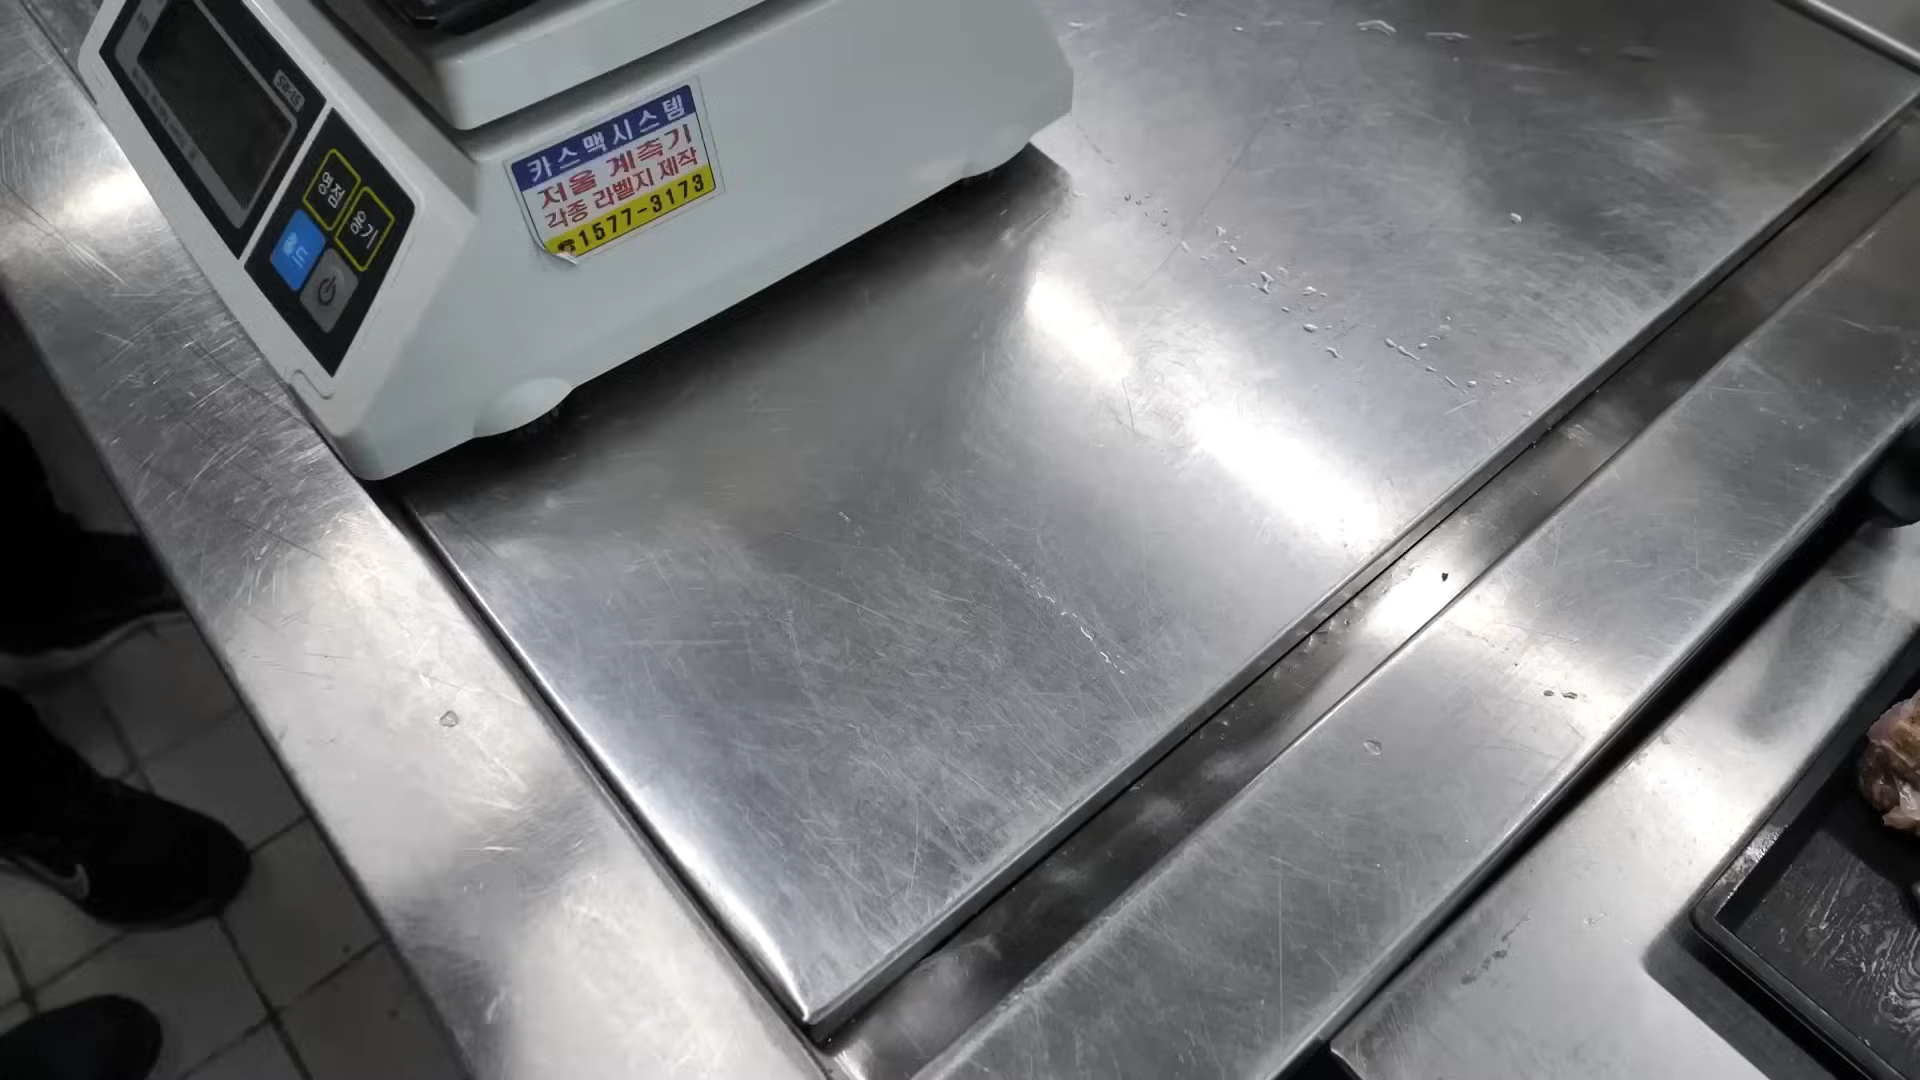 카스맥시스템
저울 계측기
각종 라벨지 제작
☎1577-3173
영점
용기